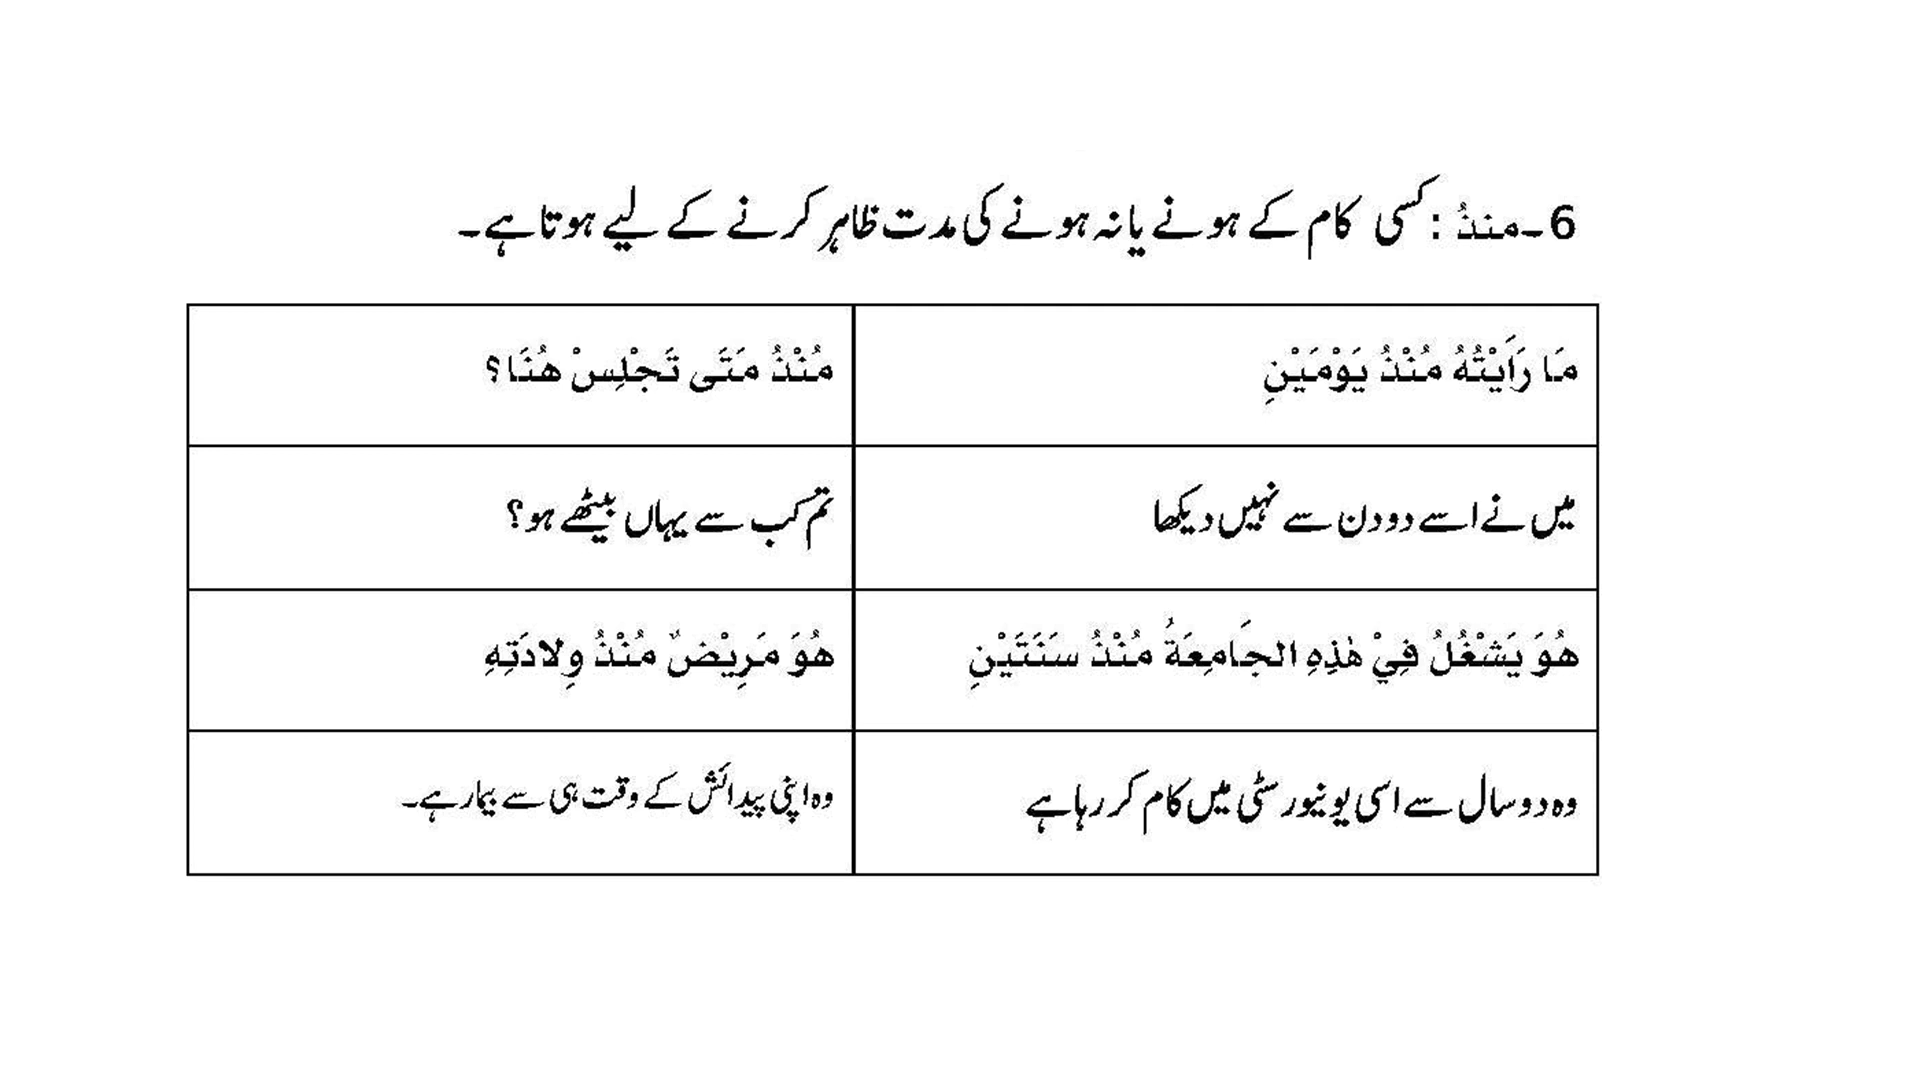 6۔منذُ :کسی کام کے ہونے یا نہ ہونے کی مدت ظاہر کرنے کے لیے ہوتا ہے۔
مَا رَاَيْتُهُ مُنْذُ يَوْمَيْنِ
مُنْذُ مَتَى تَجْلِسْ هُنَا؟
میں نے اسے دو دن سے نہیں دیکھا
تم کب سے یہاں بیٹھے ہو؟
هُوَ يَشْغُلُ فِيْ هٰذِهِ الجَامِعَةُ مُنْذُ سَنَتَيْنِ
هُوَ مَرِيْضٌ مُنْذُ وِلادَتِهِ
وہ دو سال سے اسی یونیورسٹی میں کام کر رہا ہے
وہ اپنی پیدائش کے وقت ہی سے بیمار ہے۔